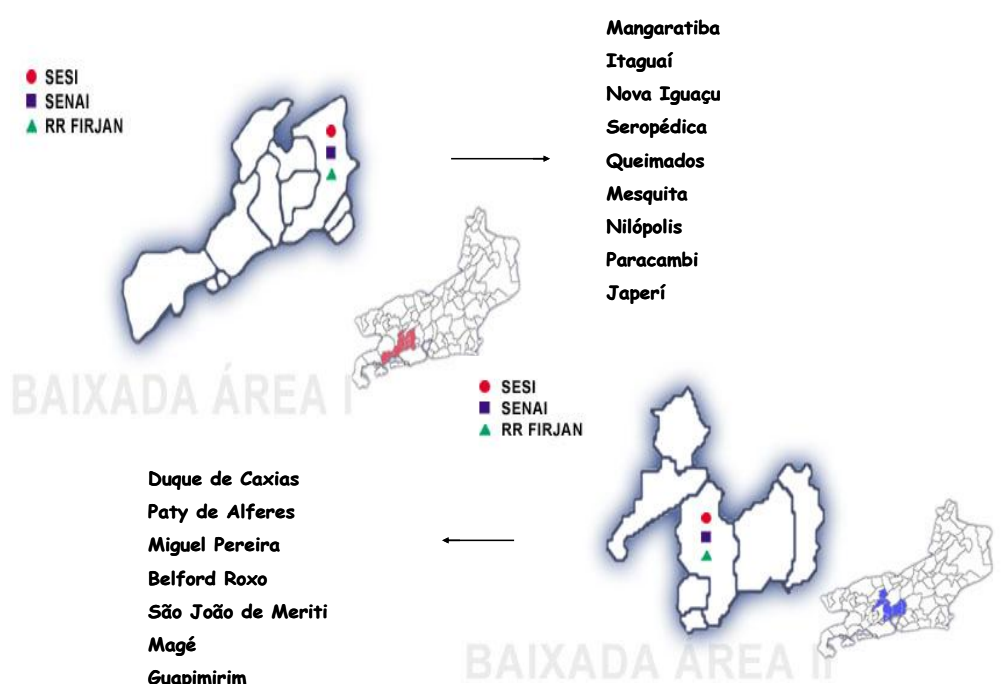 SESI
SENAI
RR FIRJAN
Mangaratiba
Itaguaí
Nova Iguaçu
Seropédica
Queimados
Mesquita
Nilópolis
Paracambi
Japerí
BAIXADA ÁREA I
SESI
SENAI
RR FIRJAN
Duque de Caxias
Paty de Alferes
Miguel Pereira
Belford Roxo
São João de Meriti
Magé
Guapimirim
BAIXADA ÁREA II